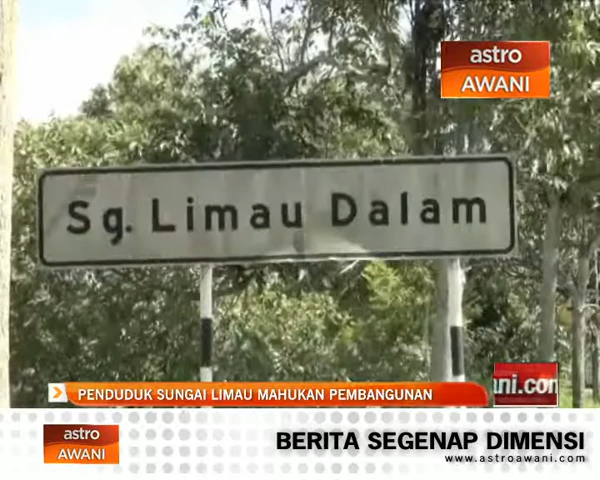 astro
AWANI
Sg. Limau Dalam
PENDUDUK SUNGAI LIMAU MAHUKAN PEMBANGUNAN
ani.com
astro
AWANI
BERITA SEGENAP DIMENSI
www.astroawani.com